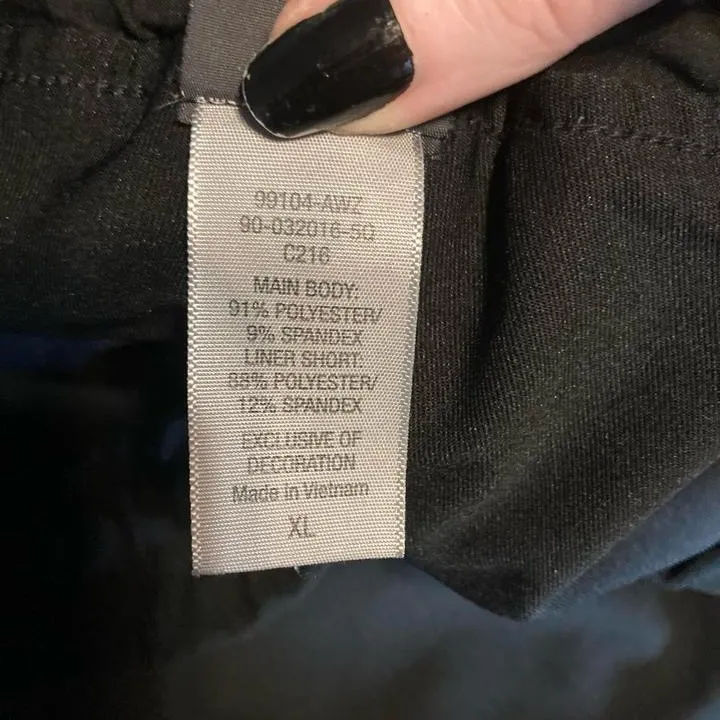 99104-AWZ
90-032016-SQ
C216
MAIN BODY:
91% POLYESTER/
9% SPANDEX
LINER SHORT:
88% POLYESTER/
12% SPANDEX
EXCLUSIVE OF
DECORATION
Made in Vietnam
XL